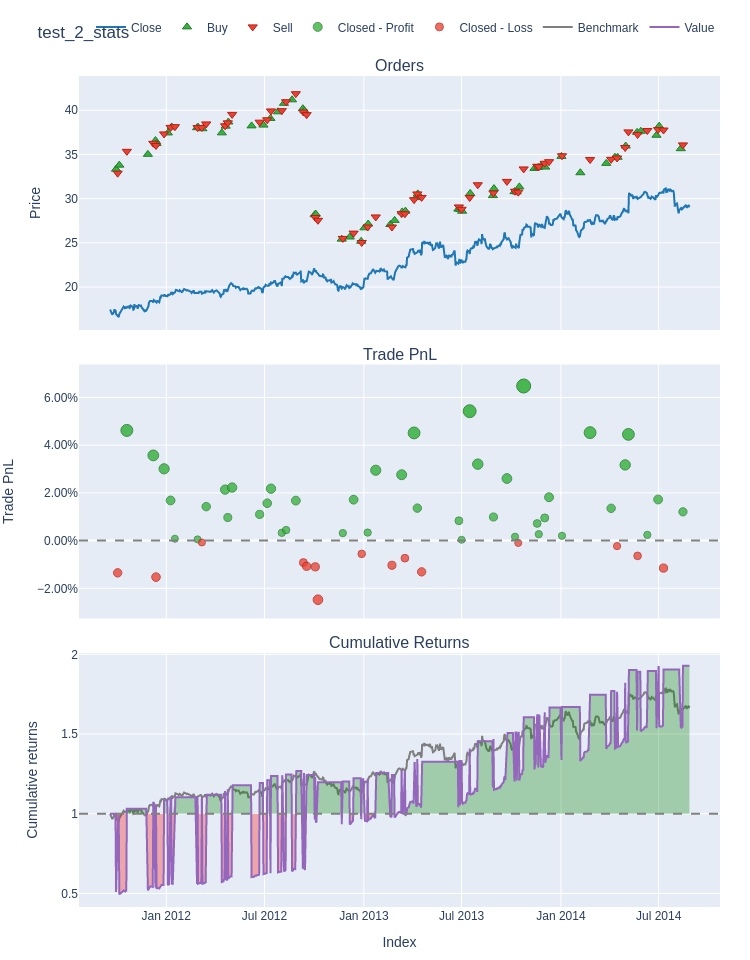 test_2_stats
Close Buy Sell Closed - Profit Closed - Loss Benchmark Value
Orders
40
35
30
25
20
Price
Trade PnL
6.00%
4.00%
2.00%
0.00%
−2.00%
Trade PnL
Cumulative Returns
2
1.5
1
0.5
Cumulative returns
Jan 2012 Jul 2012 Jan 2013 Jul 2013 Jan 2014 Jul 2014
Index